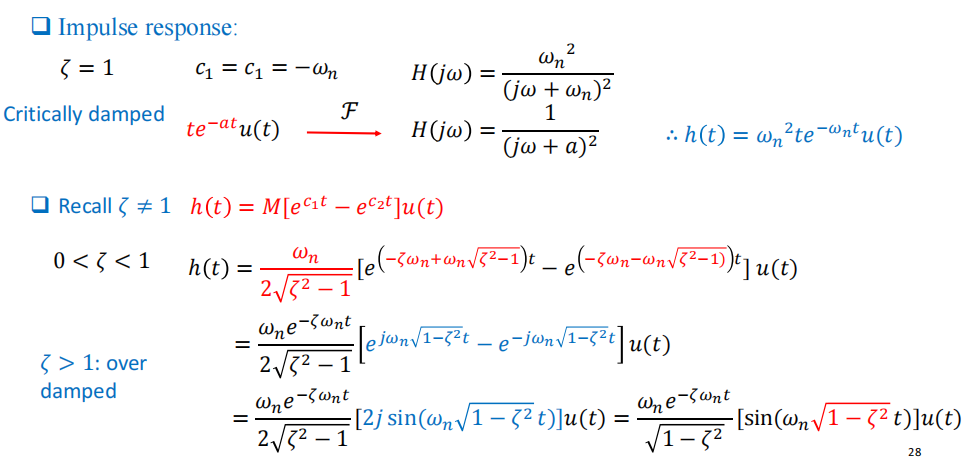 ❑ Impulse response:
ζ = 1 c₁ = c₁ = −ωₙ H(jω) = ωₙ² / (jω + ωₙ)²
Critically damped te^{−at}u(t) ℱ → H(jω) = 1 / (jω + a)² ∴ h(t) = ωₙ²te^{−ωₙt}u(t)
❑ Recall ζ ≠ 1 h(t) = M[e^{c₁t} − e^{c₂t}]u(t)
0 < ζ < 1 h(t) = ωₙ / (2√(ζ²−1)) [e^{(−ζωₙ+ωₙ√(ζ²−1))t} − e^{(−ζωₙ−ωₙ√(ζ²−1))t}] u(t)
= ωₙe^{−ζωₙt} / (2√(ζ²−1)) [e^{jωₙ√(1−ζ²)t} − e^{−jωₙ√(1−ζ²)t}] u(t)
ζ > 1: over
damped
= ωₙe^{−ζωₙt} / (2√(ζ²−1)) [2j sin(ωₙ√(1−ζ²) t)]u(t) = ωₙe^{−ζωₙt} / √(1−ζ²) [sin(ωₙ√(1−ζ²) t)]u(t)
28